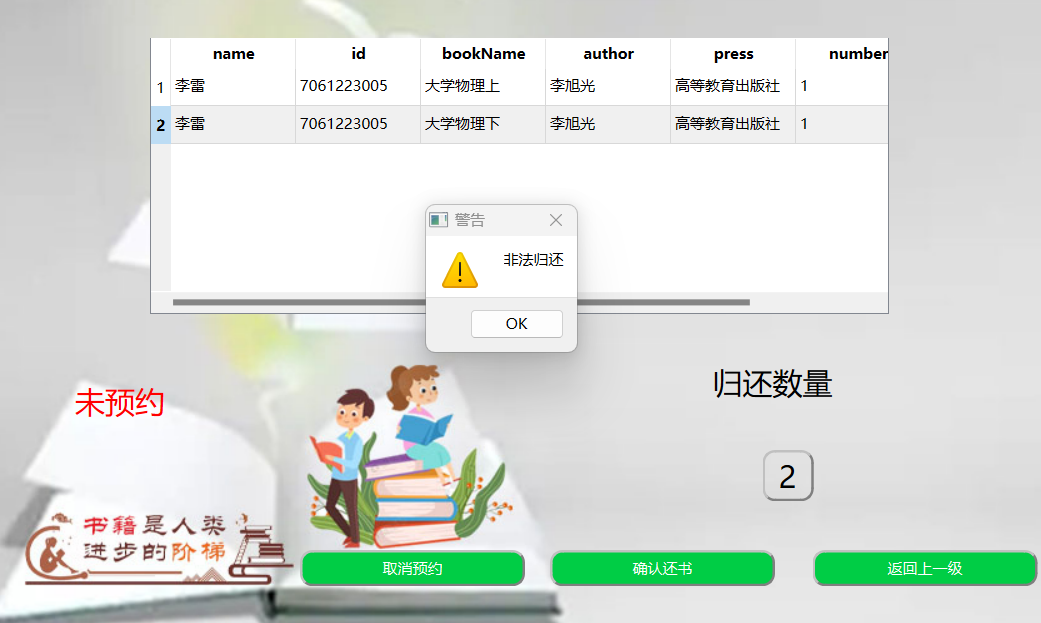 name id bookName author press number
1 李雷 7061223005 大学物理上 李旭光 高等教育出版社 1
2 李雷 7061223005 大学物理下 李旭光 高等教育出版社 1
警告
非法归还
OK
未预约
归还数量
2
书籍是人类
进步的阶梯
取消预约 确认还书 返回上一级